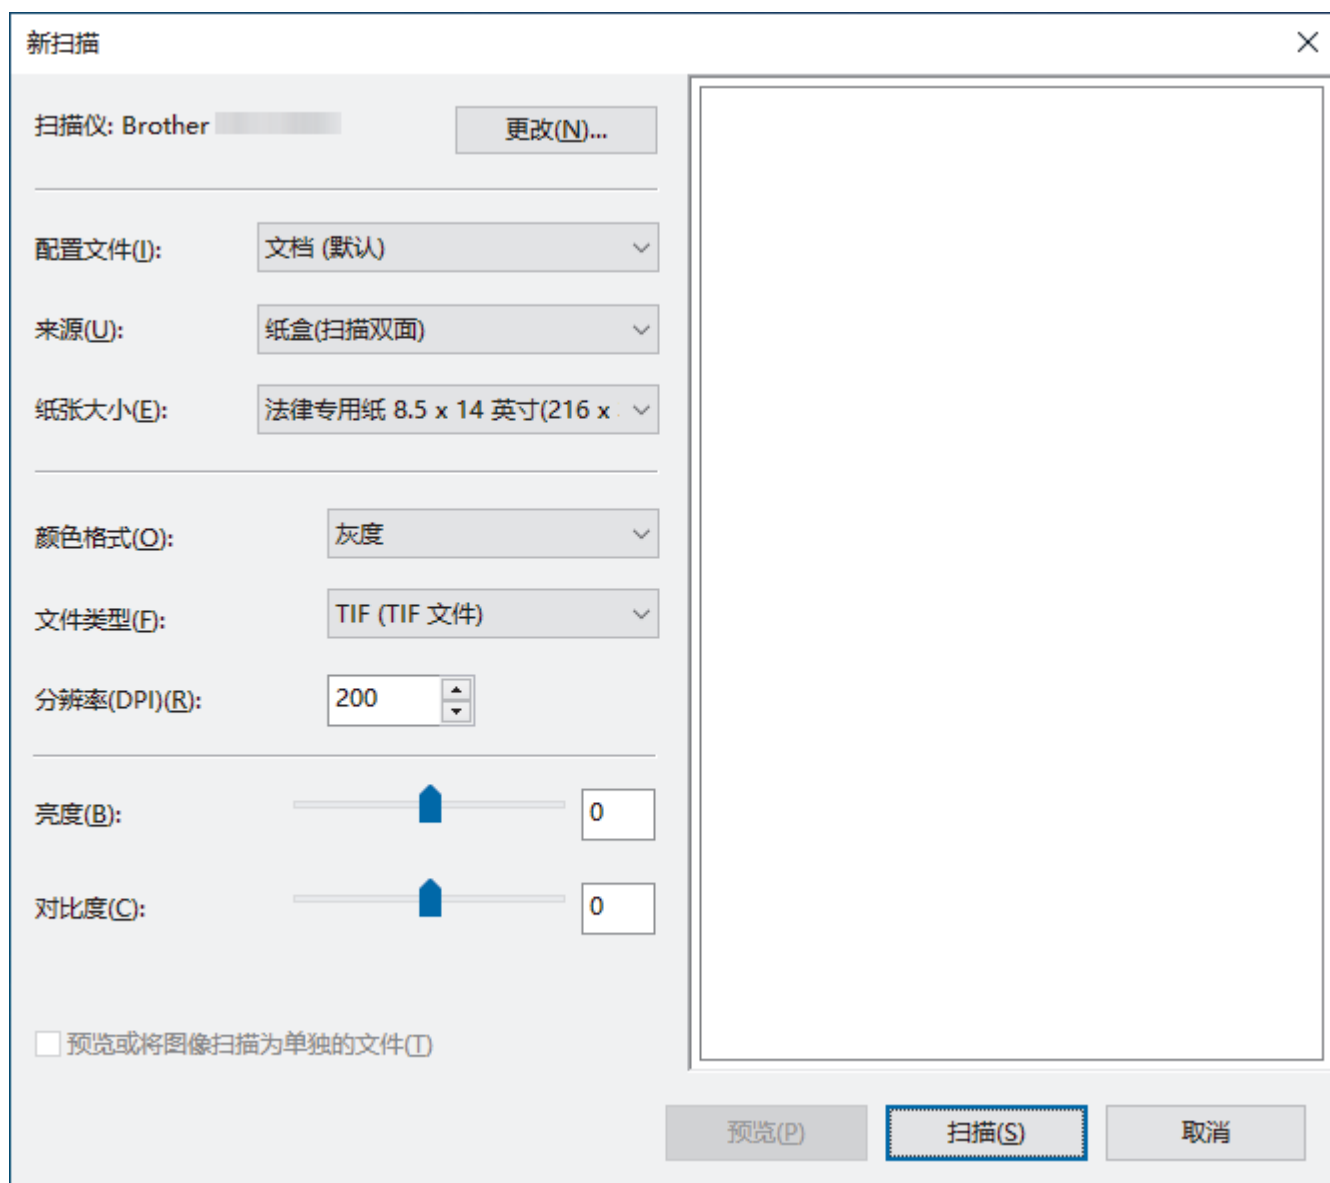 新扫描
扫描仪: Brother
更改(N)...
配置文件(I):
文档 (默认)
来源(U):
纸盒(扫描双面)
纸张大小(E):
法律专用纸 8.5 x 14 英寸(216 x
颜色格式(O):
灰度
文件类型(F):
TIF (TIF 文件)
分辨率(DPI)(R):
200
亮度(B):
0
对比度(C):
0
预览或将图像扫描为单独的文件(T)
预览(P)
扫描(S)
取消